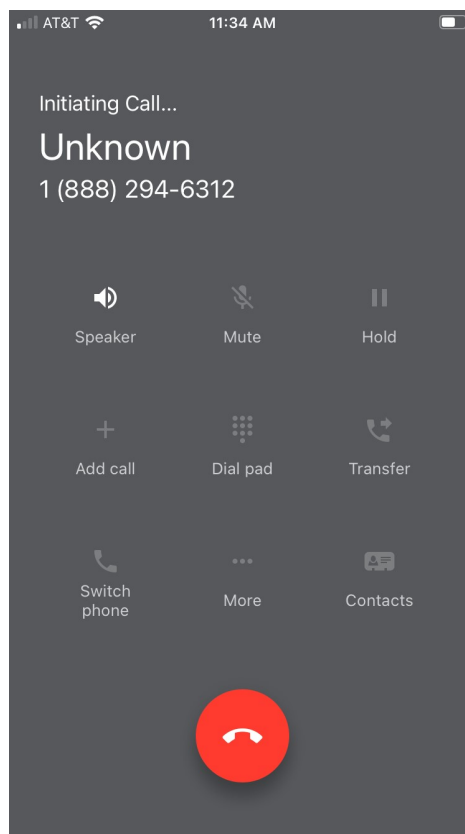 AT&T 11:34 AM
Initiating Call...
Unknown
1 (888) 294-6312
Speaker Mute Hold
Add call Dial pad Transfer
Switch
phone More Contacts